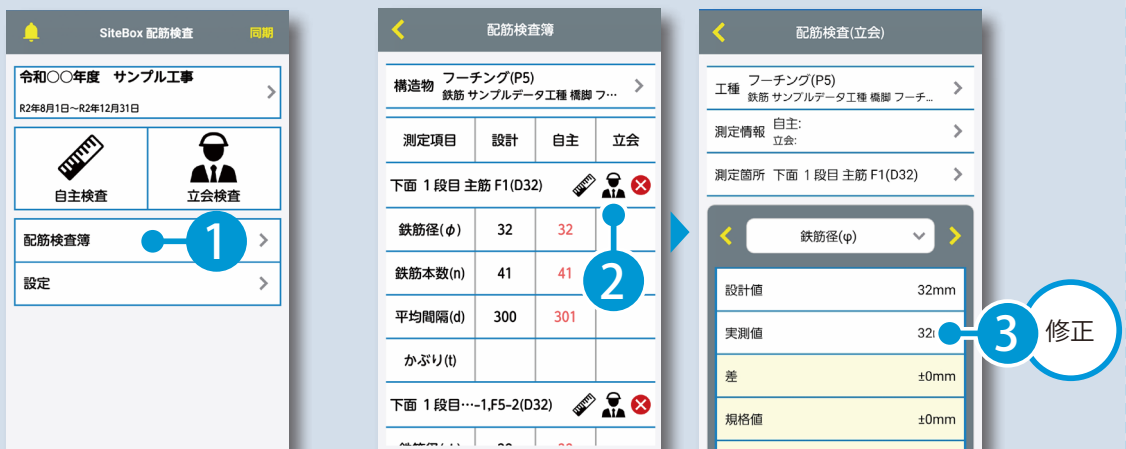 SiteBox 配筋検査
同期
令和○○年度 サンプル工事
R2年8月1日~R2年12月31日
自主検査
立会検査
配筋検査簿
1
設定
配筋検査簿
構造物 フーチング(P5)
鉄筋 サンプルデータ工種 橋脚 フ…
測定項目 設計 自主 立会
下面 1段目 主筋 F1(D32)
鉄筋径(φ) 32 32
2
鉄筋本数(n) 41 41
平均間隔(d) 300 301
かぶり(t)
下面 1段目…-1,F5-2(D32)
配筋検査(立会)
工種 フーチング(P5)
鉄筋 サンプルデータ工種 橋脚 フーチ...
測定情報 自主:
立会:
測定箇所 下面 1段目 主筋 F1(D32)
鉄筋径(φ)
設計値 32mm
実測値 32
3 修正
差 ±0mm
規格値 ±0mm